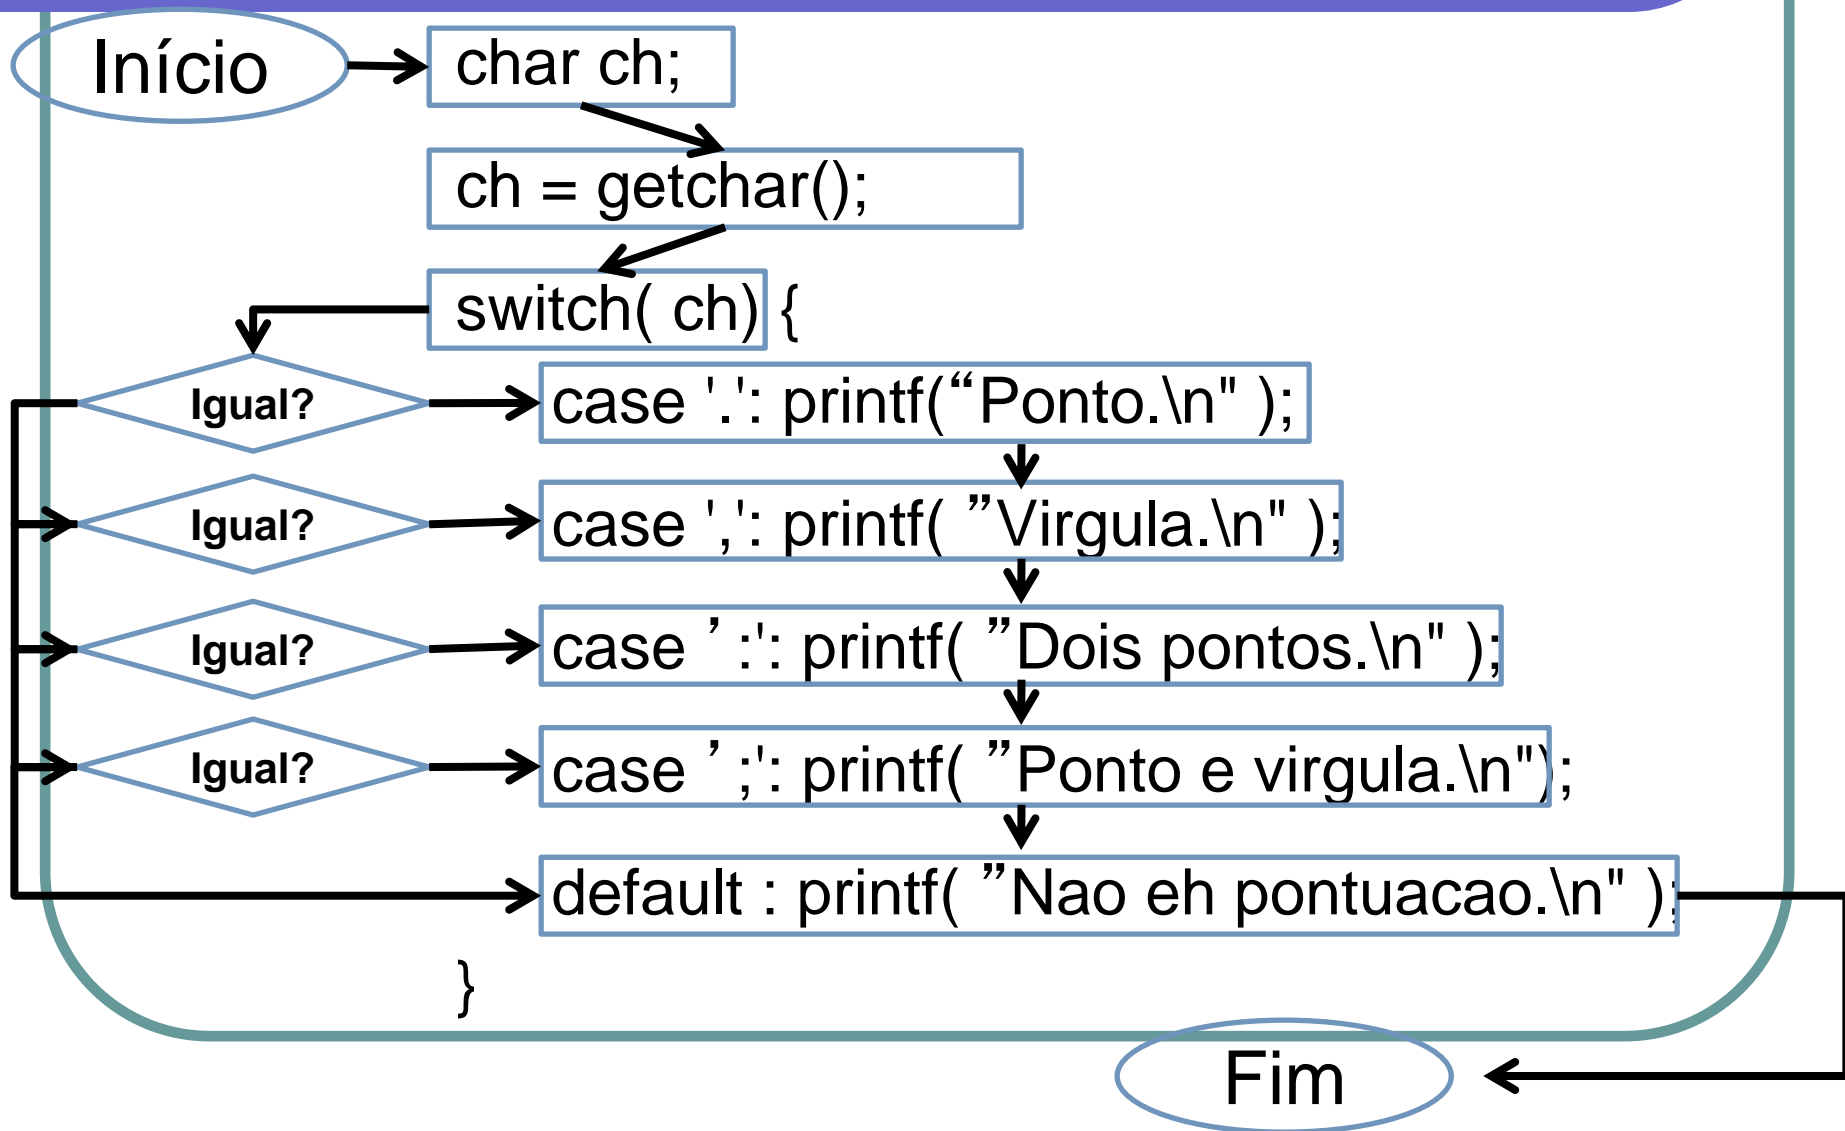 Início
char ch;
ch = getchar();
switch( ch) {
Igual?
case '.': printf(“Ponto.\n" );
Igual?
case ',': printf( ”Virgula.\n" );
Igual?
case ’:': printf( ”Dois pontos.\n" );
Igual?
case ’;': printf( ”Ponto e virgula.\n");
default : printf( ”Nao eh pontuacao.\n" );
}
Fim